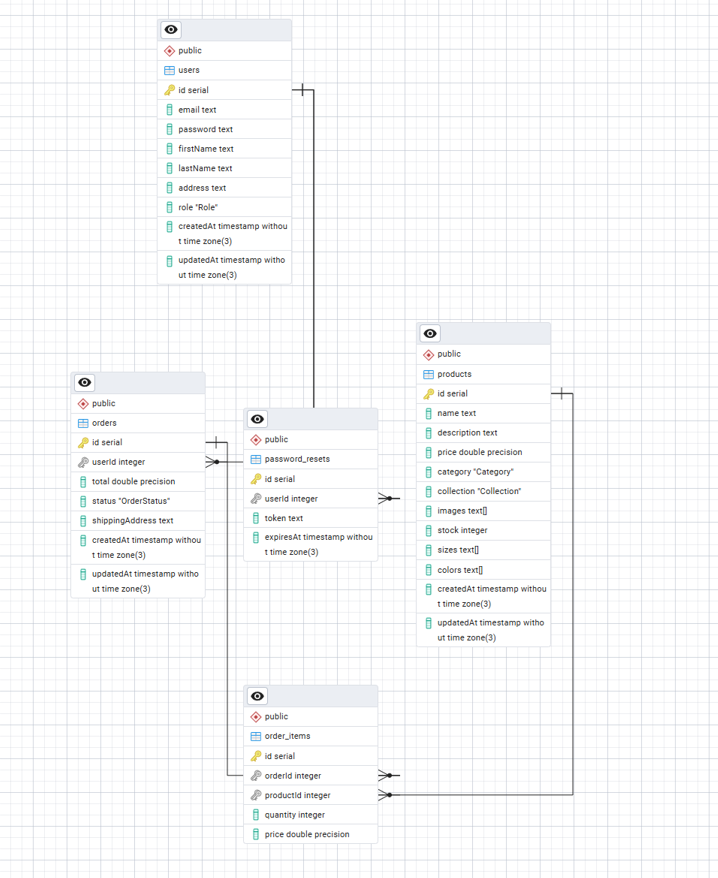 public
users
id serial
email text
password text
firstName text
lastName text
address text
role "Role"
createdAt timestamp withou
t time zone(3)
updatedAt timestamp witho
ut time zone(3)
public
orders
id serial
userId integer
total double precision
status "OrderStatus"
shippingAddress text
createdAt timestamp withou
t time zone(3)
updatedAt timestamp witho
ut time zone(3)
public
password_resets
id serial
userId integer
token text
expiresAt timestamp withou
t time zone(3)
public
products
id serial
name text
description text
price double precision
category "Category"
collection "Collection"
images text[]
stock integer
sizes text[]
colors text[]
createdAt timestamp withou
t time zone(3)
updatedAt timestamp witho
ut time zone(3)
public
order_items
id serial
orderId integer
productId integer
quantity integer
price double precision